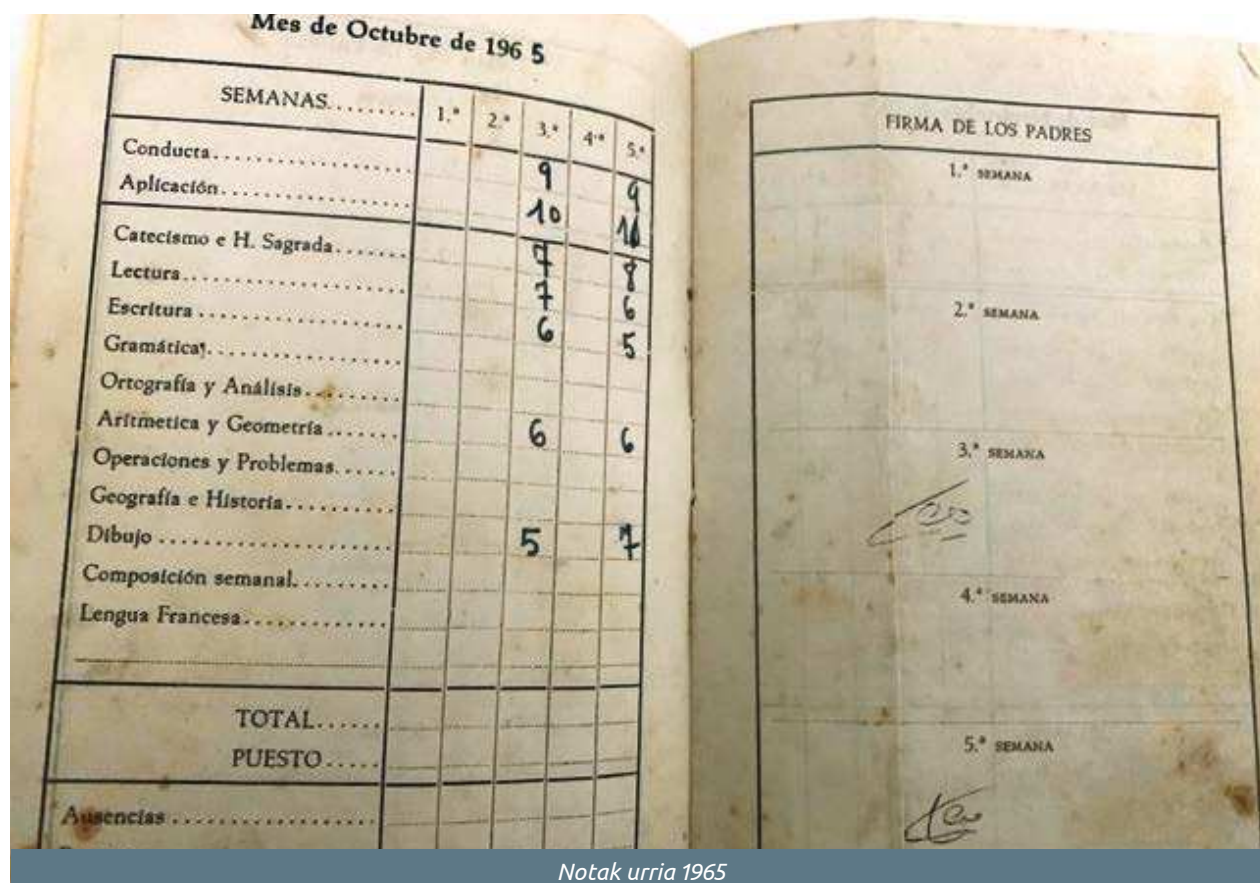 Mes de Octubre de 196 5
SEMANAS........ 1.ª 2.ª 3.ª 4.ª 5.ª
Conducta.................. 9 9
Aplicación................. 10 10
Catecismo e H. Sagrada....... 7 8
Lectura.................... 7 6
Escritura ................... 6 5
Gramática..................
Ortografía y Análisis.........
Aritmetica y Geometría....... 6 6
Operaciones y Problemas......
Geografía e Historia..........
Dibujo ..................... 5 7
Composición semanal.........
Lengua Francesa.............
TOTAL......
PUESTO.....
Ausencias ..................
FIRMA DE LOS PADRES
1.ª SEMANA
2.ª SEMANA
3.ª SEMANA
4.ª SEMANA
5.ª SEMANA
Notak urria 1965